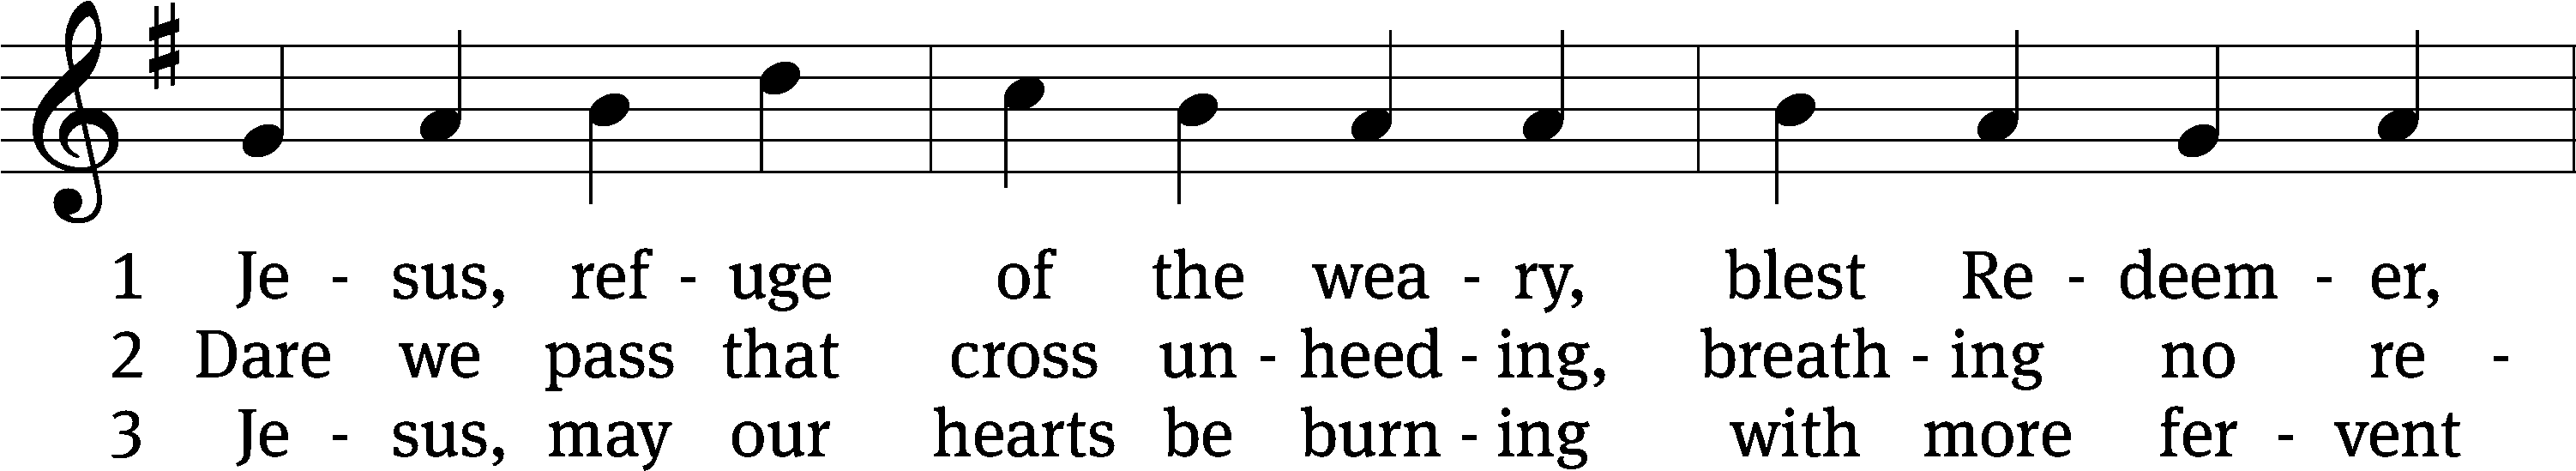 1 Je - sus, ref - uge of the wea - ry, blest Re - deem - er,
2 Dare we pass that cross un - heed - ing, breath - ing no re -
3 Je - sus, may our hearts be burn - ing with more fer - vent